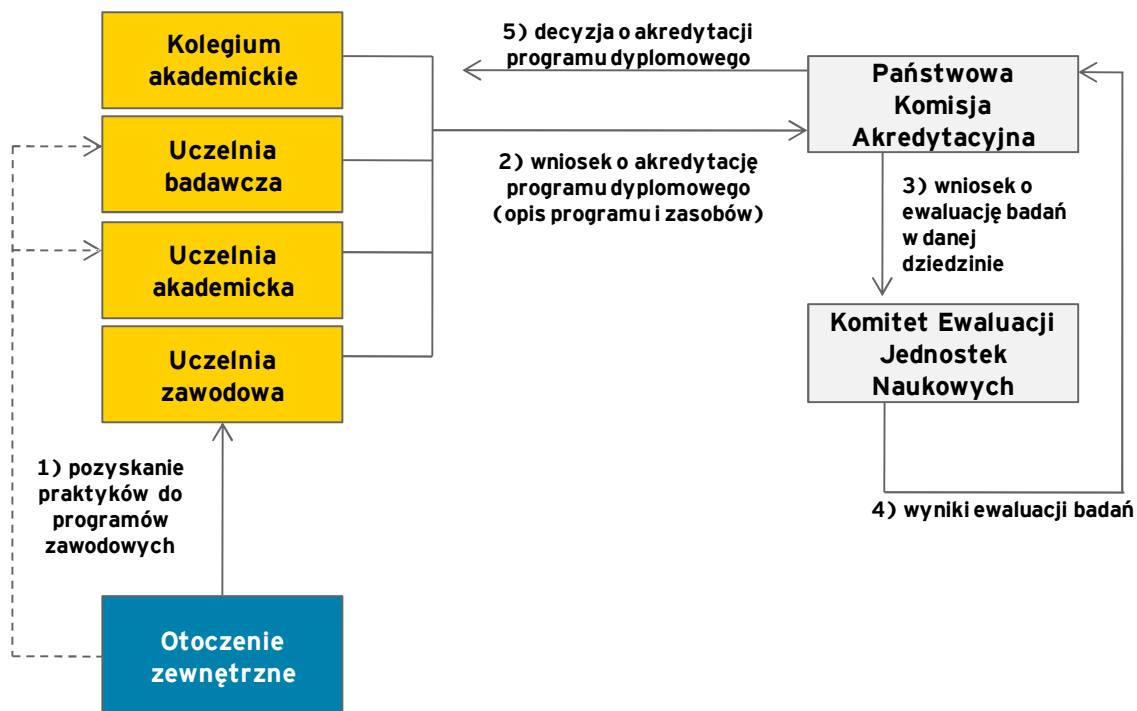 Kolegium
akademickie
Uczelnia
badawcza
Uczelnia
akademicka
Uczelnia
zawodowa
1) pozyskanie
praktyków do
programów
zawodowych
Otoczenie
zewnętrzne
5) decyzja o akredytacji
programu dyplomowego
2) wniosek o akredytację
programu dyplomowego
(opis programu i zasobów)
Państwowa
Komisja
Akredytacyjna
3) wniosek o
ewaluację badań
w danej
dziedzinie
Komitet Ewaluacji
Jednostek
Naukowych
4) wyniki ewaluacji badań